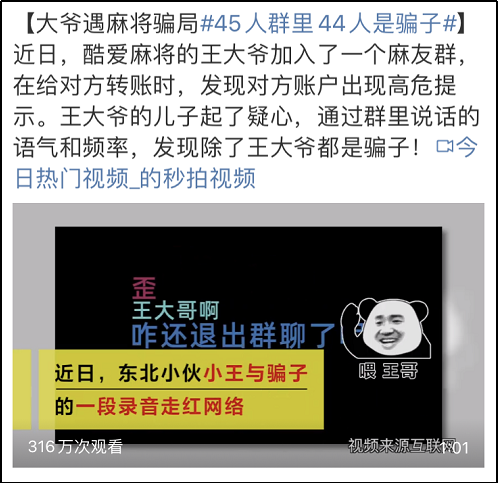 【大爷遇麻将骗局#45人群里44人是骗子#】
近日，酷爱麻将的王大爷加入了一个麻友群，
在给对方转账时，发现对方账户出现高危提
示。王大爷的儿子起了疑心，通过群里说话的
语气和频率，发现除了王大爷都是骗子！今
日热门视频_的秒拍视频
歪
王大哥啊
咋还退出群聊了
喂 王哥
近日，东北小伙小王与骗子
的一段录音走红网络
316万次观看
视频来源互联网
1:01